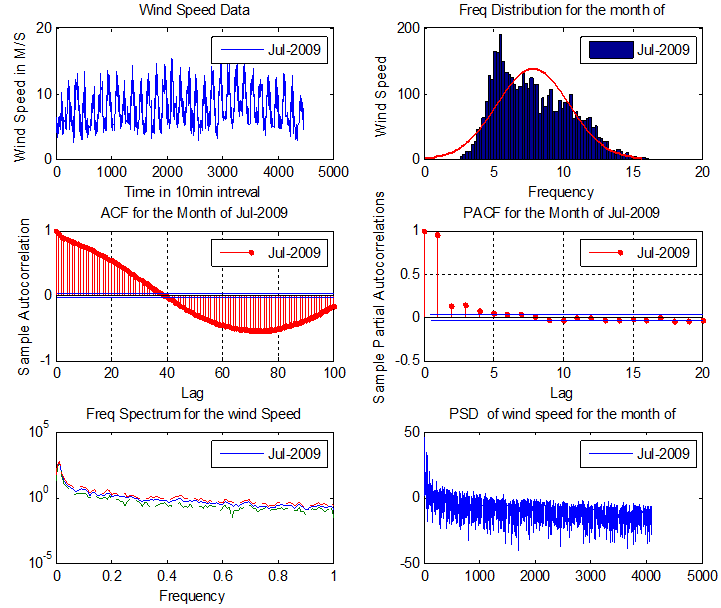 Wind Speed Data
Wind Speed in M/S
20
10
0
Jul-2009
0 1000 2000 3000 4000 5000
Time in 10min intreval
Freq Distribution for the month of
Wind Speed
200
100
0
Jul-2009
0 5 10 15 20
Frequency
ACF for the Month of Jul-2009
Sample Autocorrelation
1
0
-1
Jul-2009
0 20 40 60 80 100
Lag
PACF for the Month of Jul-2009
Sample Partial Autocorrelations
1
0.5
0
-0.5
Jul-2009
0 5 10 15 20
Lag
Freq Spectrum for the wind Speed
10^5
10^0
10^-5
Jul-2009
0 0.2 0.4 0.6 0.8 1
Frequency
PSD of wind speed for the month of
50
0
-50
Jul-2009
0 1000 2000 3000 4000 5000